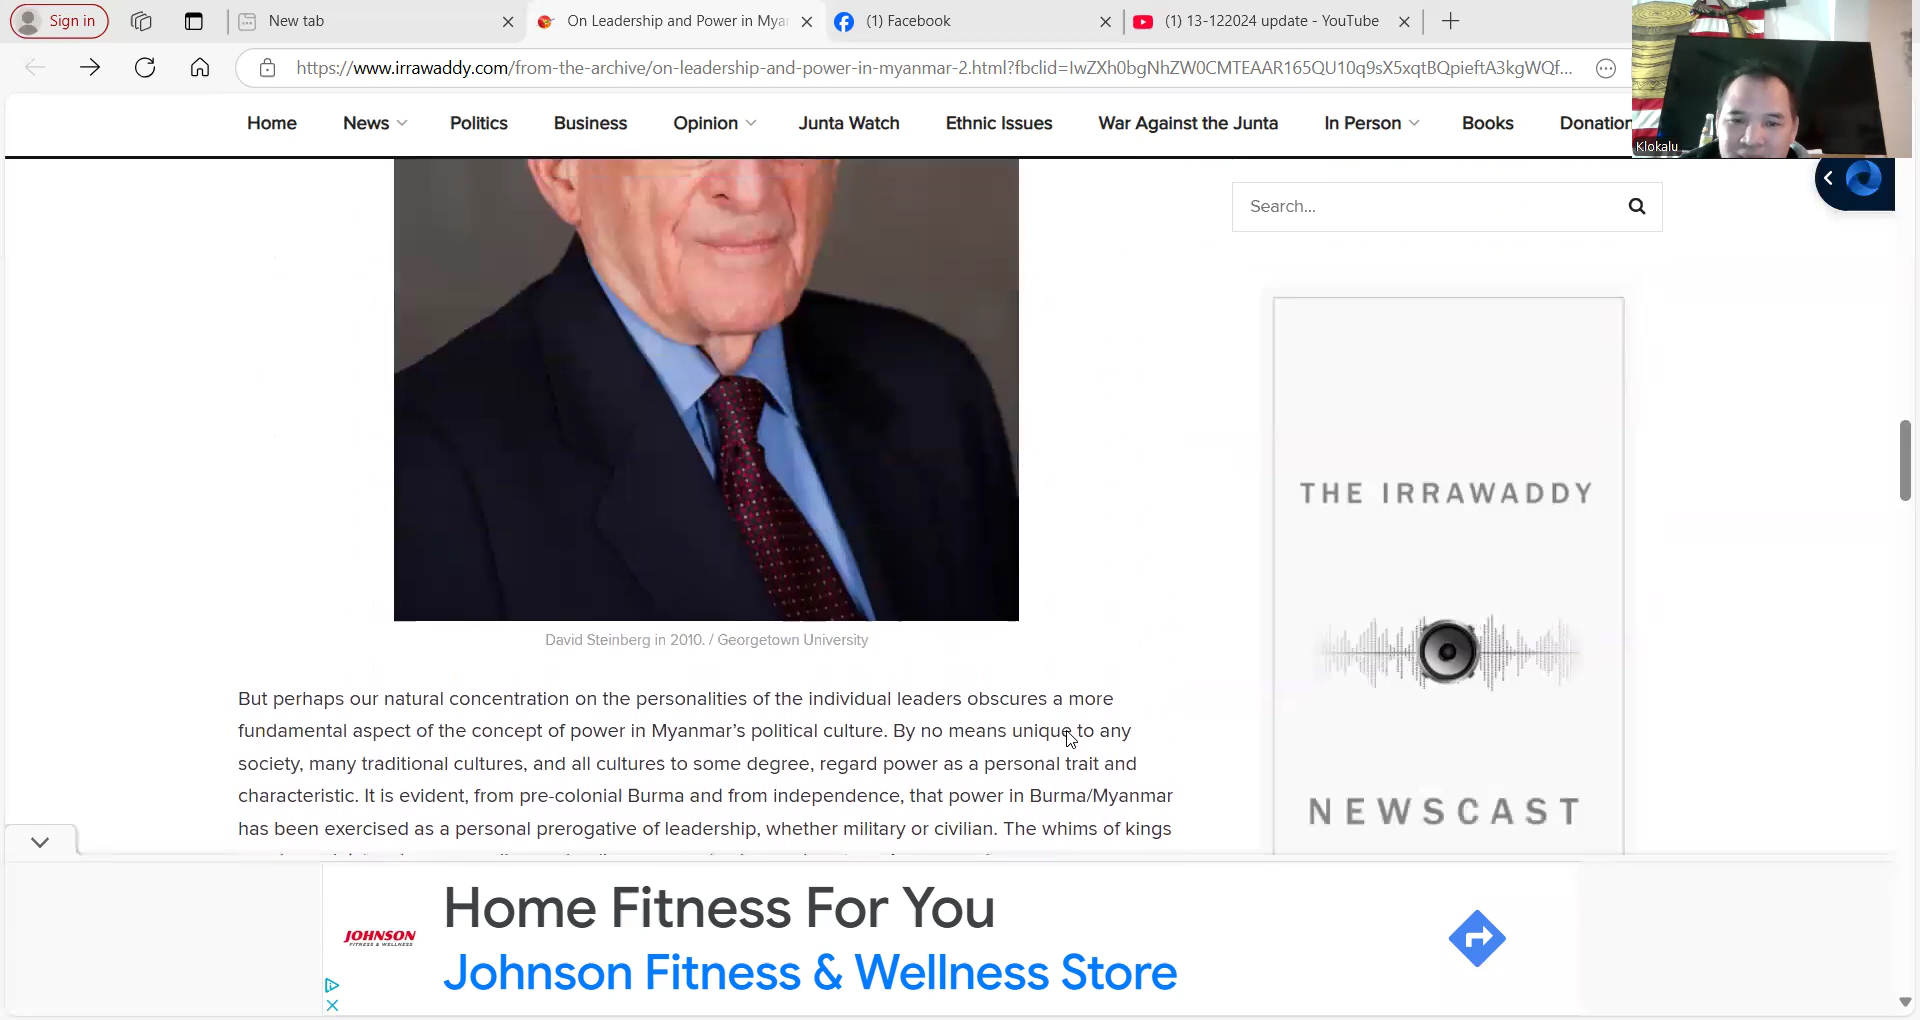 Sign in
New tab
On Leadership and Power in Myan
(1) Facebook
(1) 13-122024 update - YouTube
https://www.irrawaddy.com/from-the-archive/on-leadership-and-power-in-myanmar-2.html?fbclid=IwZXh0bgNhZW0CMTEAAR165QU10q9sX5xqtBQpieftA3kgWQf...
Home
News
Politics
Business
Opinion
Junta Watch
Ethnic Issues
War Against the Junta
In Person
Books
Donation
Klokalu
Search...
THE IRRAWADDY
NEWSCAST
David Steinberg in 2010. / Georgetown University
But perhaps our natural concentration on the personalities of the individual leaders obscures a more
fundamental aspect of the concept of power in Myanmar’s political culture. By no means unique to any
society, many traditional cultures, and all cultures to some degree, regard power as a personal trait and
characteristic. It is evident, from pre-colonial Burma and from independence, that power in Burma/Myanmar
has been exercised as a personal prerogative of leadership, whether military or civilian. The whims of kings
JOHNSON
FITNESS & WELLNESS
Home Fitness For You
Johnson Fitness & Wellness Store